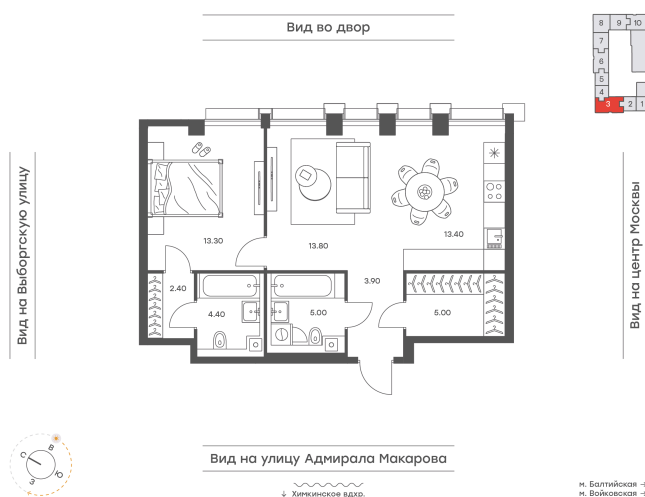 Вид во двор
8 9 10
7
6
5
4
3 2 1
Вид на Выборгскую улицу
Вид на центр Москвы
13.30
13.80
13.40
2.40
3.90
4.40
5.00
5.00
Вид на улицу Адмирала Макарова
↓ Химкинское вдхр.
С В
З Ю
м. Балтийская
м. Войковская